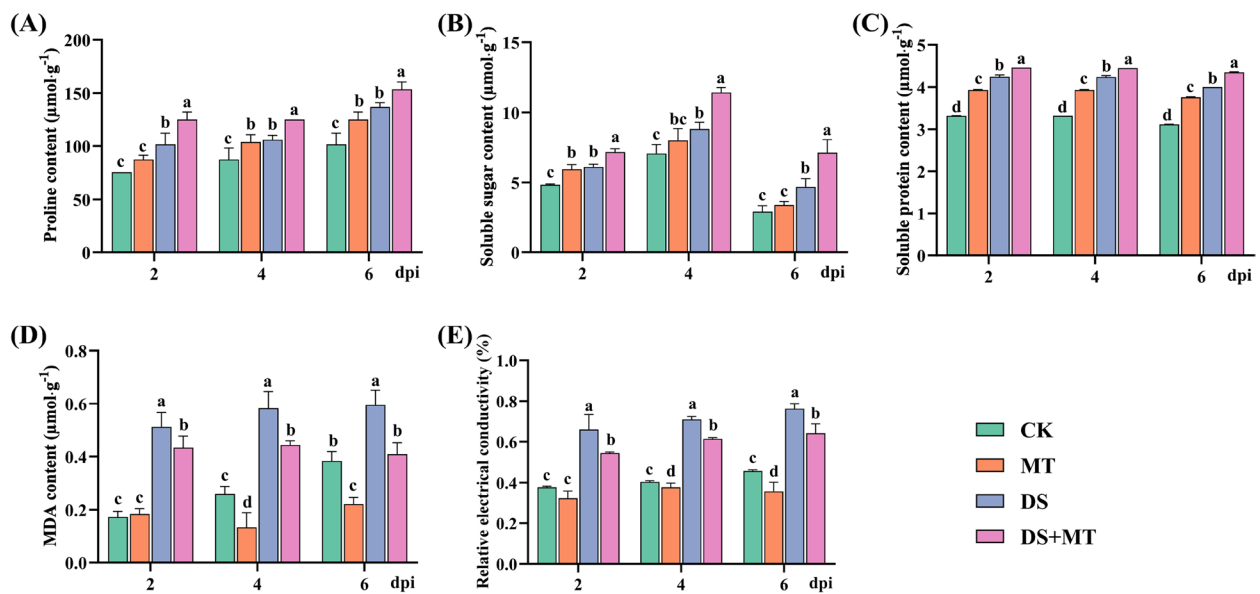 (A)
Proline content (μmol·g⁻¹)
200
150
100
50
0
c c b a
c b b a
c b b a
2 4 6 dpi
(B)
Soluble sugar content (μmol·g⁻¹)
15
10
5
0
c b b a
c bc b a
c c b a
2 4 6 dpi
(C)
Soluble protein content (μmol·g⁻¹)
5
4
3
2
1
0
d c b a
d c b a
d c b a
2 4 6 dpi
(D)
MDA content (μmol·g⁻¹)
0.8
0.6
0.4
0.2
0.0
c c a b
c d a b
b c a b
2 4 6 dpi
(E)
Relative electrical conductivity (%)
1.0
0.8
0.6
0.4
0.2
0.0
c c a b
c d a b
c d a b
2 4 6 dpi
CK
MT
DS
DS+MT